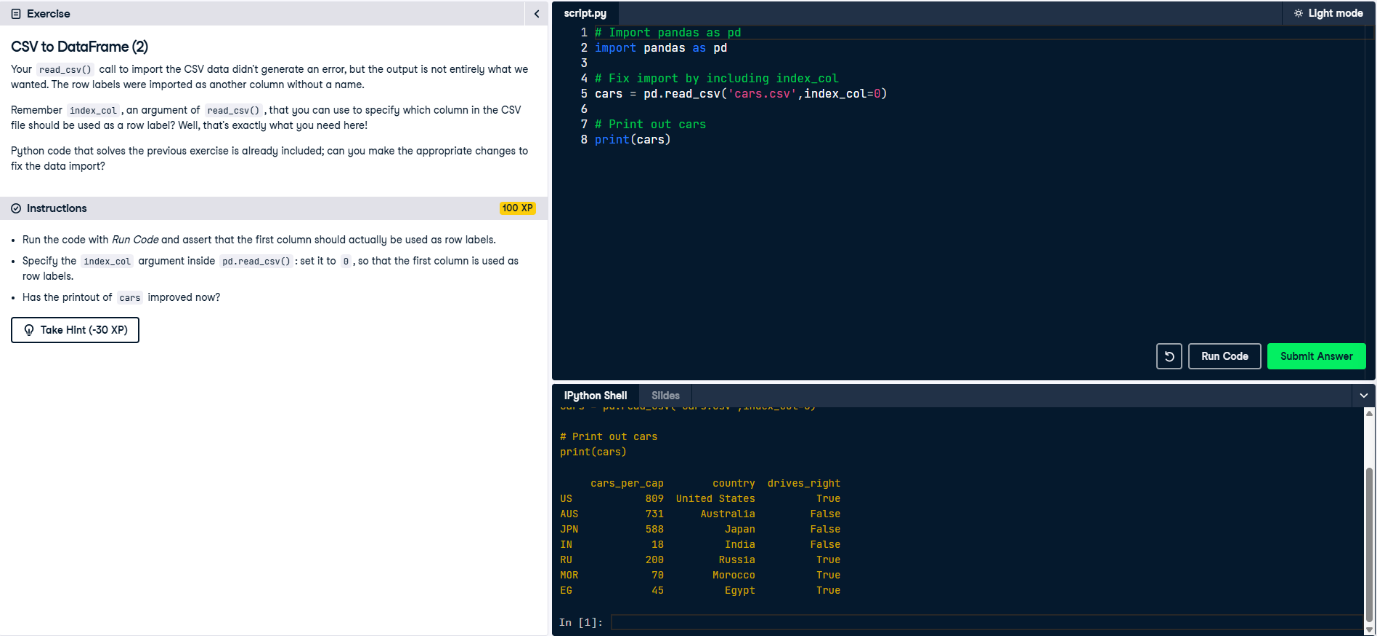 Exercise
CSV to DataFrame (2)
Your read_csv() call to import the CSV data didn't generate an error, but the output is not entirely what we
wanted. The row labels were imported as another column without a name.
Remember index_col, an argument of read_csv(), that you can use to specify which column in the CSV
file should be used as a row label? Well, that's exactly what you need here!
Python code that solves the previous exercise is already included; can you make the appropriate changes to
fix the data import?
Instructions
100 XP
• Run the code with Run Code and assert that the first column should actually be used as row labels.
• Specify the index_col argument inside pd.read_csv() : set it to 0, so that the first column is used as
row labels.
• Has the printout of cars improved now?
Take Hint (-30 XP)
script.py
Light mode
1 # Import pandas as pd
2 import pandas as pd
3
4 # Fix import by including index_col
5 cars = pd.read_csv('cars.csv',index_col=0)
6
7 # Print out cars
8 print(cars)
Run Code
Submit Answer
IPython Shell
Slides
cars = pd.read_csv('cars.csv',index_col=0)
# Print out cars
print(cars)
cars_per_cap country drives_right
US 809 United States True
AUS 731 Australia False
JPN 588 Japan False
IN 18 India False
RU 200 Russia True
MOR 70 Morocco True
EG 45 Egypt True
In [1]: